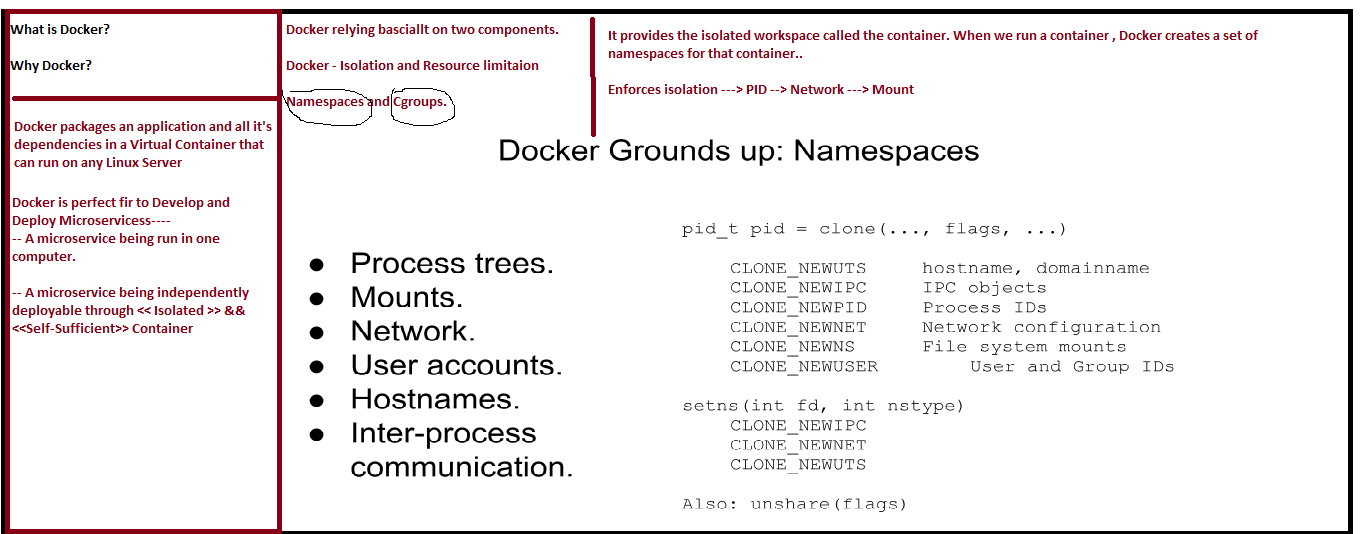 What is Docker?
Why Docker?
Docker packages an application and all it's
dependencies in a Virtual Container that
can run on any Linux Server
Docker is perfect fir to Develop and
Deploy Microservicess----
-- A microservice being run in one
computer.
-- A microservice being independently
deployable through << Isolated >> &&
<<Self-Sufficient>> Container
Docker relying basciallt on two components.
Docker - Isolation and Resource limitaion
Namespaces and Cgroups.
It provides the isolated workspace called the container. When we run a container , Docker creates a set of
namespaces for that container..
Enforces isolation ---> PID --> Network ---> Mount
Docker Grounds up: Namespaces
● Process trees.
● Mounts.
● Network.
● User accounts.
● Hostnames.
● Inter-process
communication.
pid_t pid = clone(..., flags, ...)
CLONE_NEWUTS hostname, domainname
CLONE_NEWIPC IPC objects
CLONE_NEWPID Process IDs
CLONE_NEWNET Network configuration
CLONE_NEWNS File system mounts
CLONE_NEWUSER User and Group IDs
setns(int fd, int nstype)
CLONE_NEWIPC
CLONE_NEWNET
CLONE_NEWUTS
Also: unshare(flags)